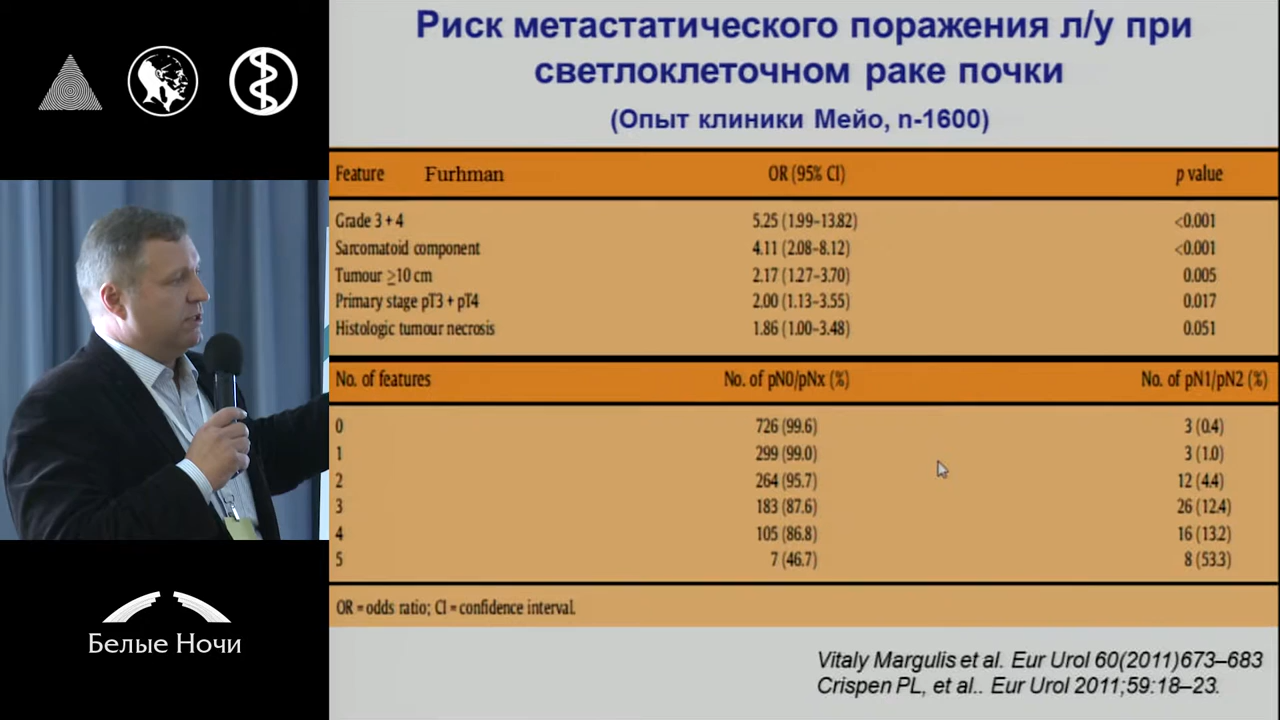 Риск метастатического поражения л/у при
светлоклеточном раке почки
(Опыт клиники Мейо, n-1600)
Feature Furhman OR (95% CI) p value
Grade 3 + 4 5.25 (1.99–13.82) <0.001
Sarcomatoid component 4.11 (2.08–8.12) <0.001
Tumour ≥10 cm 2.17 (1.27–3.70) 0.005
Primary stage pT3 + pT4 2.00 (1.13–3.55) 0.017
Histologic tumour necrosis 1.86 (1.00–3.48) 0.051
No. of features No. of pN0/pNx (%) No. of pN1/pN2 (%)
0 726 (99.6) 3 (0.4)
1 299 (99.0) 3 (1.0)
2 264 (95.7) 12 (4.4)
3 183 (87.6) 26 (12.4)
4 105 (86.8) 16 (13.2)
5 7 (46.7) 8 (53.3)
OR = odds ratio; CI = confidence interval.
Vitaly Margulis et al. Eur Urol 60(2011)673–683
Crispen PL, et al.. Eur Urol 2011;59:18–23.
Белые Ночи